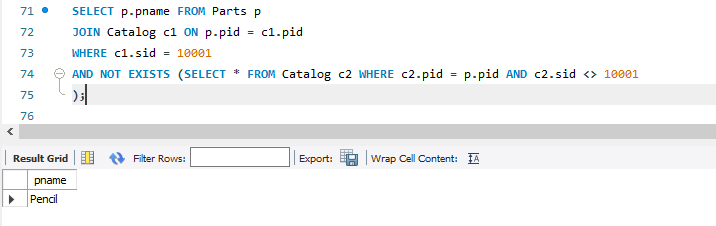 71 SELECT p.pname FROM Parts p
72 JOIN Catalog c1 ON p.pid = c1.pid
73 WHERE c1.sid = 10001
74 AND NOT EXISTS (SELECT * FROM Catalog c2 WHERE c2.pid = p.pid AND c2.sid <> 10001
75 );
76
Result Grid Filter Rows: Export: Wrap Cell Content:
pname
Pencil